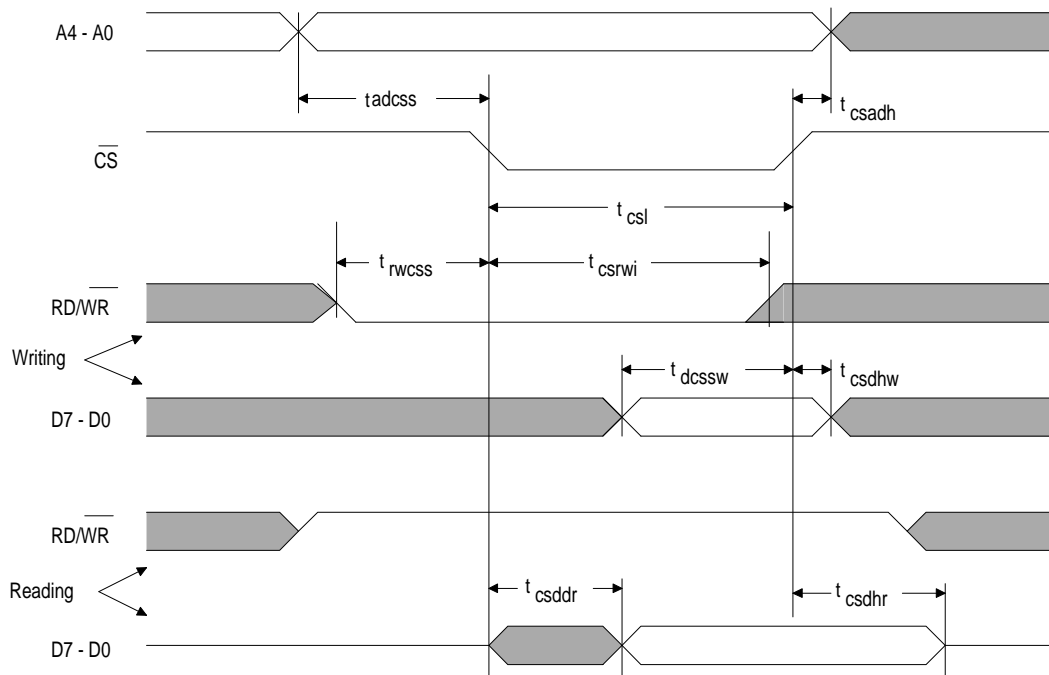 A4 - A0
tadcss
t csadh
CS
t csl
t rwcss
t csrwi
RD/WR
Writing
t dcssw
t csdhw
D7 - D0
RD/WR
Reading
t csddr
t csdhr
D7 - D0